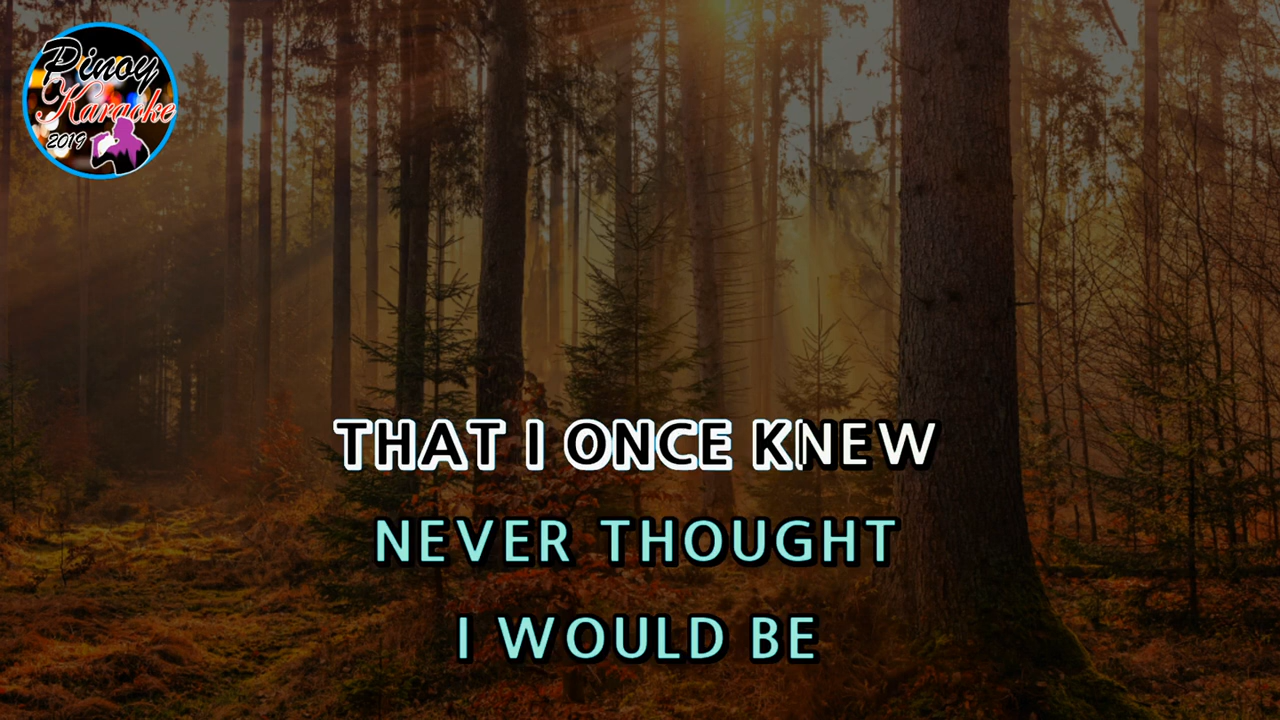 Pinoy
Karaoke
2019
THAT I ONCE KNEW
NEVER THOUGHT
I WOULD BE